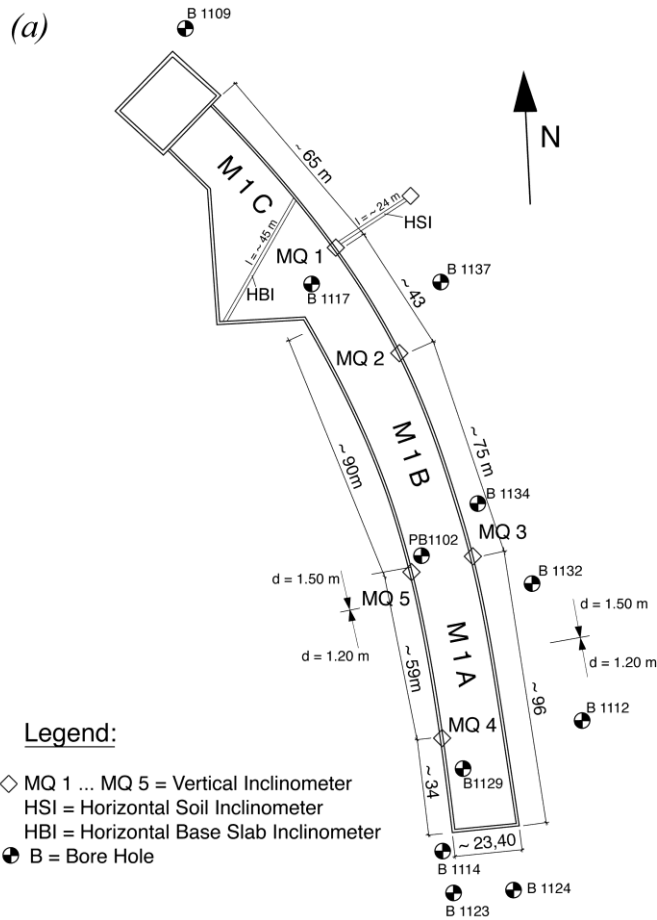 (a)
B 1109
N
~ 65 m
M 1 C
l = ~ 24 m
HSI
l = ~ 45 m
MQ 1
HBI
B 1117
B 1137
~ 43
MQ 2
~ 90m
M 1 B
~ 75 m
B 1134
PB1102
MQ 3
B 1132
d = 1.50 m
MQ 5
d = 1.50 m
d = 1.20 m
d = 1.20 m
M 1 A
~ 59m
~ 96
B 1112
MQ 4
B1129
~ 34
~ 23,40
B 1114
B 1123
B 1124
Legend:
MQ 1 ... MQ 5 = Vertical Inclinometer
HSI = Horizontal Soil Inclinometer
HBI = Horizontal Base Slab Inclinometer
B = Bore Hole